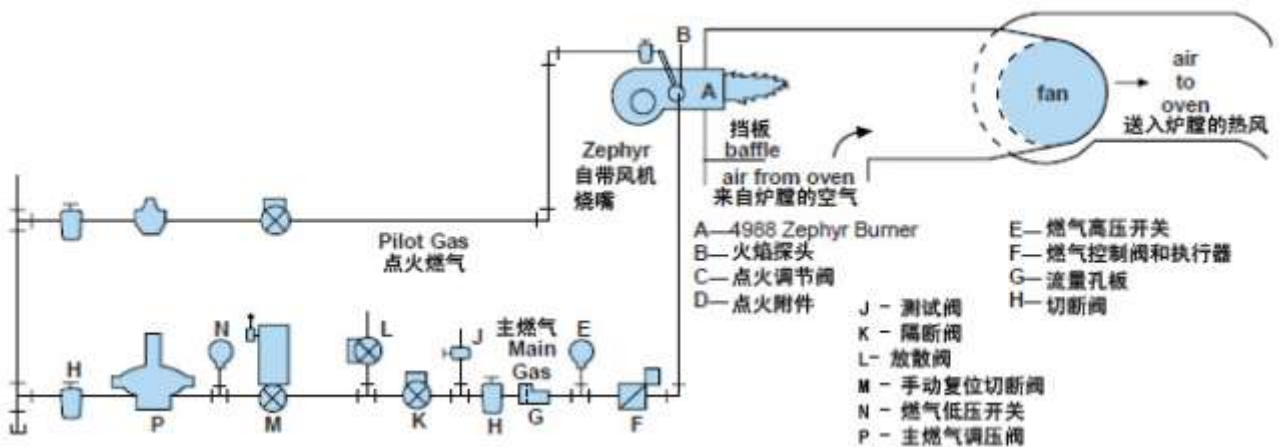 B
A
fan
air
to
oven
送入炉膛的热风
挡板
baffle
air from oven
来自炉膛的空气
Zephyr
自带风机
烧嘴
Pilot Gas
点火燃气
A—4988 Zephyr Burner
B—火焰探头
C—点火调节阀
D—点火附件
E—燃气高压开关
F—燃气控制阀和执行器
G—流量孔板
H—切断阀
J - 测试阀
K - 隔断阀
L- 放散阀
M - 手动复位切断阀
N - 燃气低压开关
P - 主燃气调压阀
主燃气
Main
Gas
H
P
N
M
L
K
J
H
G
E
F